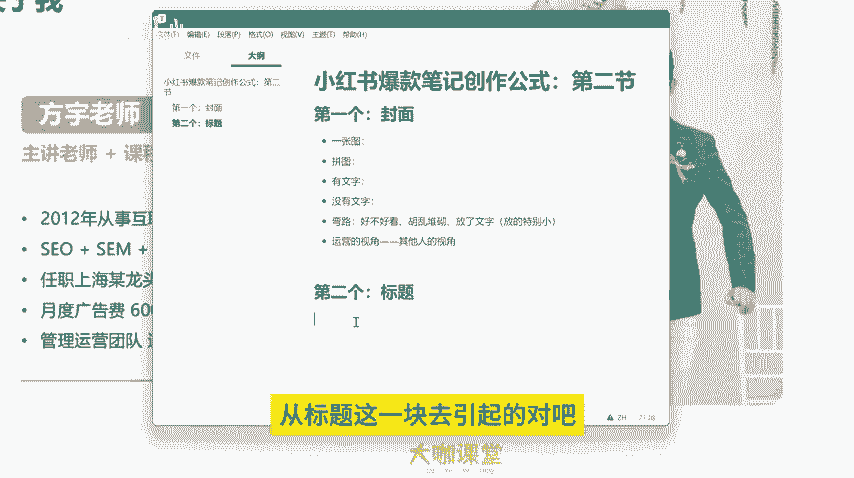 方字老师
主讲老师 + 课程
2012年从事互联
SEO + SEM +
任职上海某龙头
月度广告费 600
管理运营团队
文件(F) 编辑(E) 段落(P) 格式(O) 视图(V) 主题(T) 帮助(H)
文件 大纲
小红书爆款笔记创作公式：第二节
第一个：封面
第二个：标题
小红书爆款笔记创作公式：第二节
第一个：封面
一张图：
拼图：
有文字：
没有文字：
弯路：好不好看、胡乱堆砌、放了文字（放的特别小）
运营的视角——其他人的视角
第二个：标题
从标题这一块去引起的对吧
ZH
大咖课堂